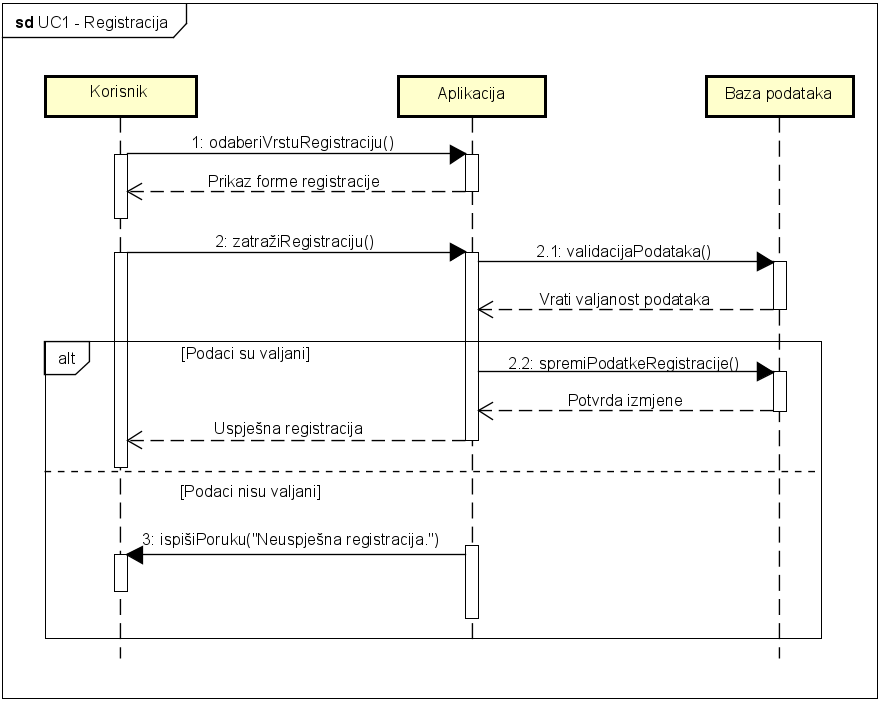 sd UC1 - Registracija
Korisnik
Aplikacija
Baza podataka
1: odaberiVrstuRegistraciju()
Prikaz forme registracije
2: zatražiRegistraciju()
2.1: validacijaPodataka()
Vrati valjanost podataka
alt
[Podaci su valjani]
2.2: spremiPodatkeRegistracije()
Potvrda izmjene
Uspješna registracija
[Podaci nisu valjani]
3: ispišiPoruku("Neuspješna registracija.")